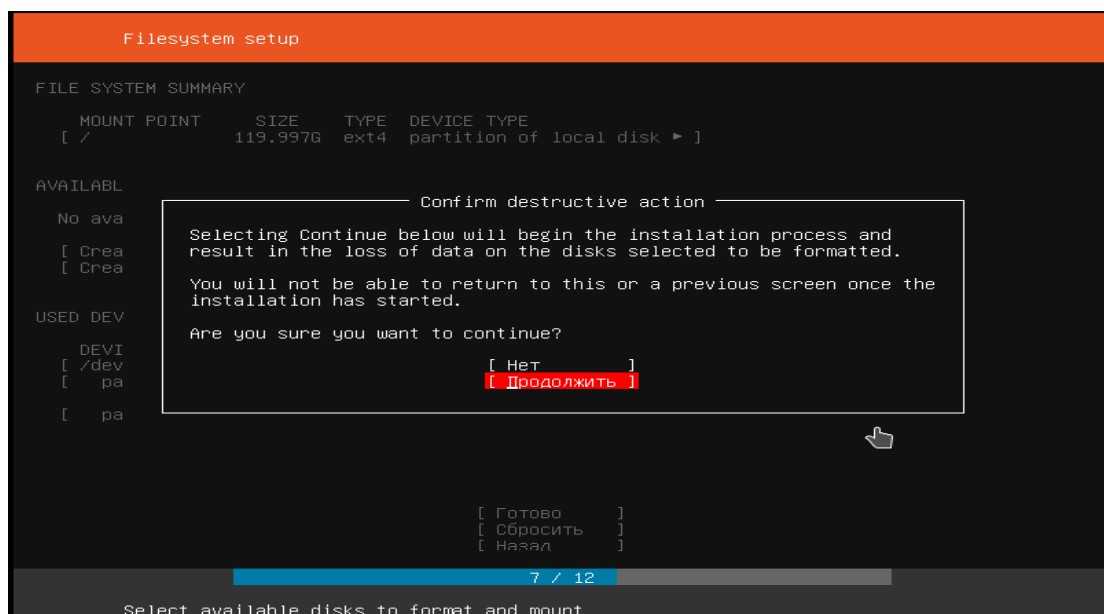 Filesystem setup
FILE SYSTEM SUMMARY
MOUNT POINT SIZE TYPE DEVICE TYPE
[ / 119.997G ext4 partition of local disk ► ]
AVAILABL
No ava
[ Crea
[ Crea
USED DEV
DEVI
[ /dev
[ pa
[ pa
Confirm destructive action
Selecting Continue below will begin the installation process and
result in the loss of data on the disks selected to be formatted.
You will not be able to return to this or a previous screen once the
installation has started.
Are you sure you want to continue?
[ Нет ]
[ Продолжить ]
[ Готово ]
[ Сбросить ]
[ Назад ]
7 / 12
Select available disks to format and mount